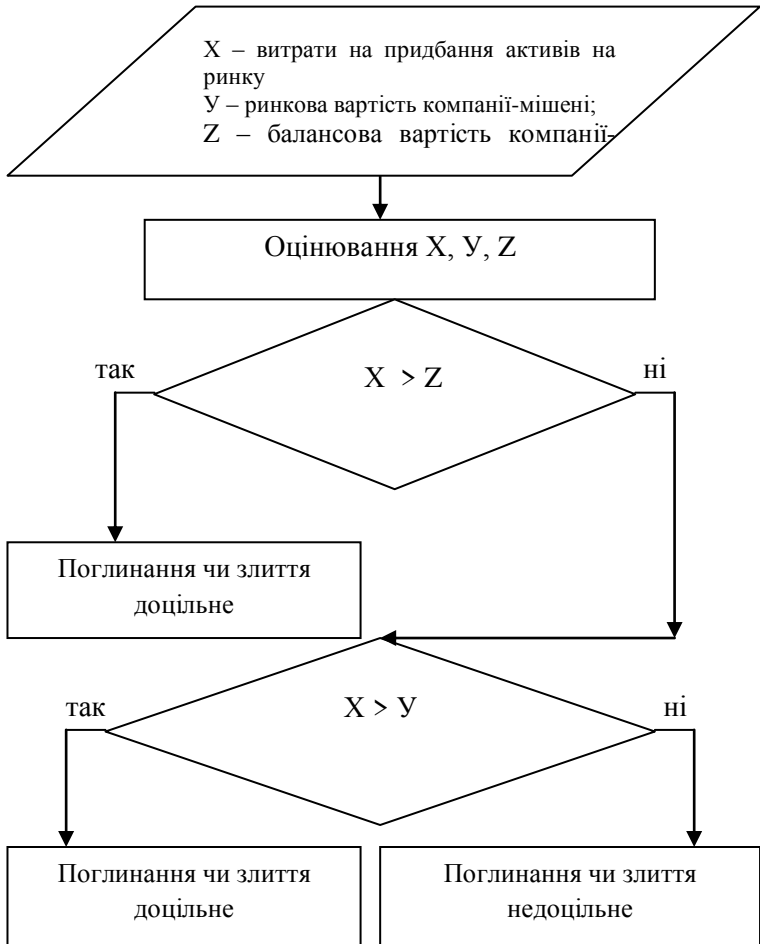 Х – витрати на придбання активів на
ринку
У – ринкова вартість компанії-мішені;
Z – балансова вартість компанії-
Оцінювання Х, У, Z
Х > Z
так
ні
Поглинання чи злиття
доцільне
Х > У
так
ні
Поглинання чи злиття
доцільне
Поглинання чи злиття
недоцільне